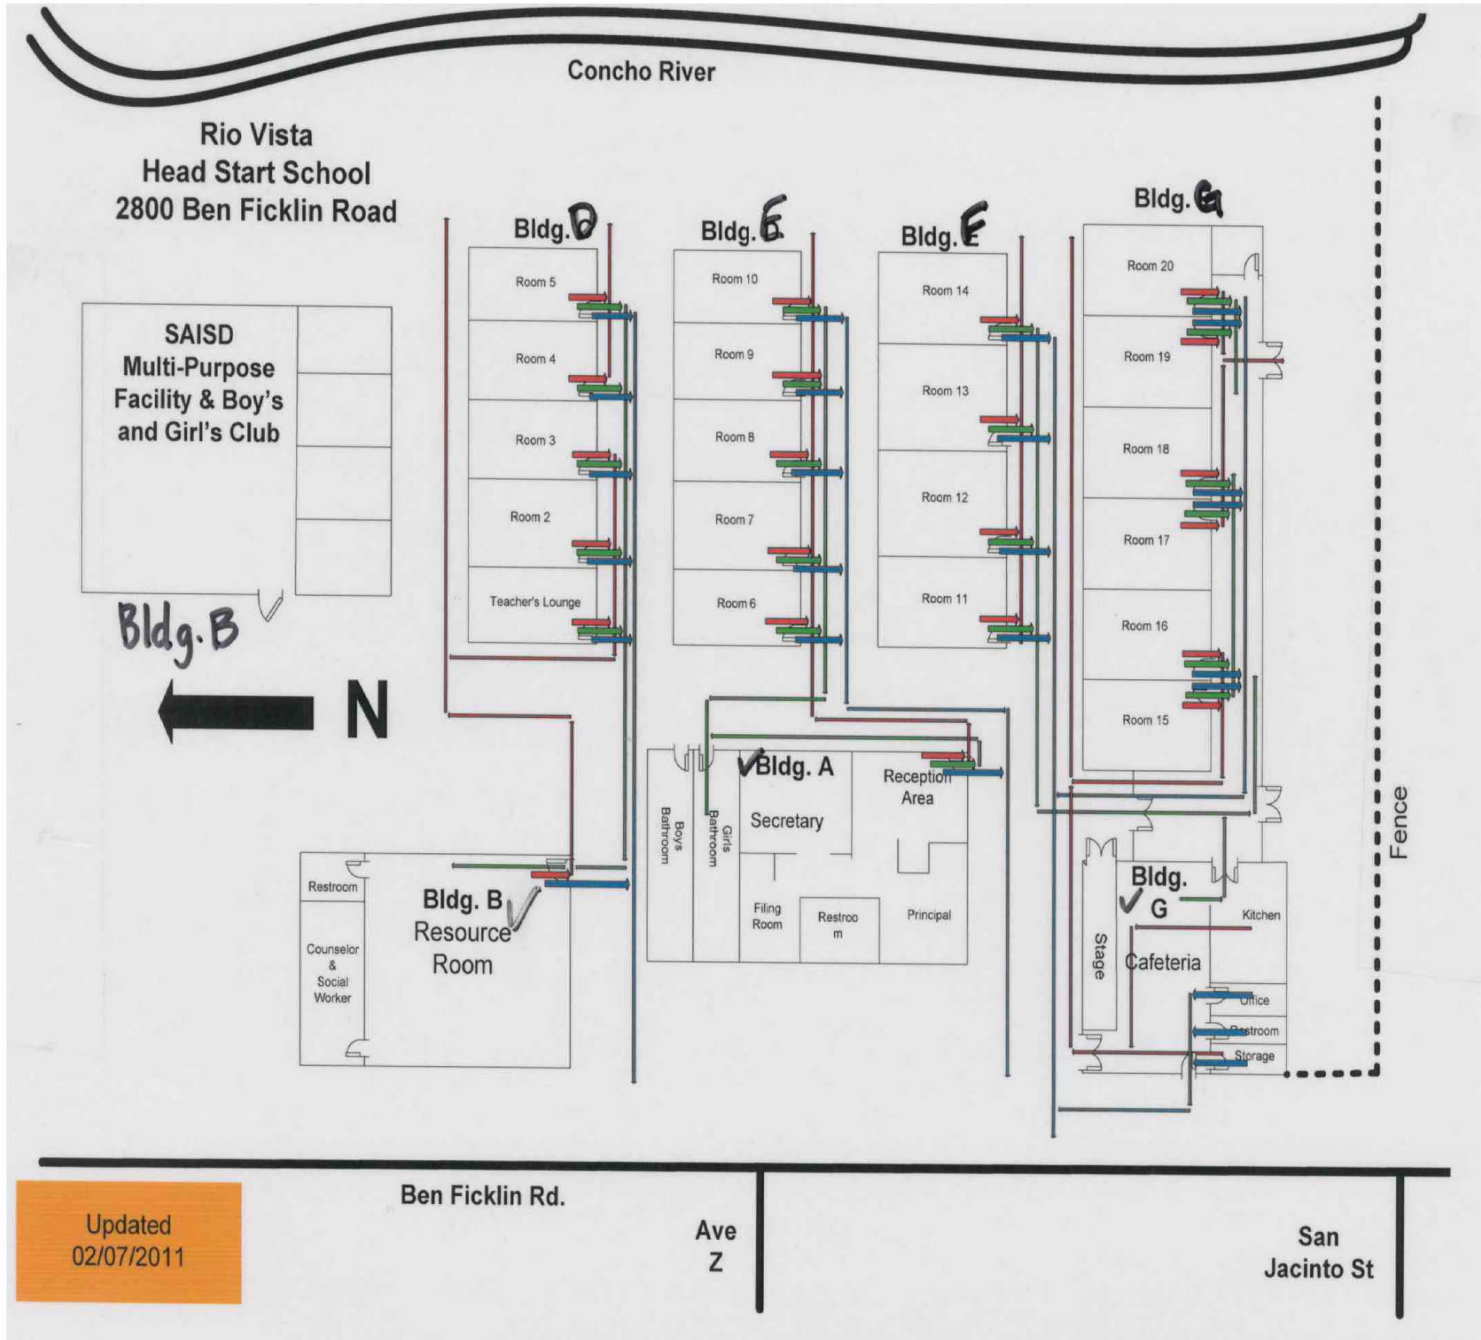 Concho River
Rio Vista
Head Start School
2800 Ben Ficklin Road
Bldg. D
Bldg. E
Bldg. F
Bldg. G
Room 5
Room 4
Room 3
Room 2
Teacher's Lounge
Room 10
Room 9
Room 8
Room 7
Room 6
Room 14
Room 13
Room 12
Room 11
Room 20
Room 19
Room 18
Room 17
Room 16
Room 15
SAISD
Multi-Purpose
Facility & Boy's
and Girl's Club
Bldg. B
N
Bldg. A
Reception
Area
Secretary
Boys
Bathroom
Girls
Bathroom
Filing
Room
Restroo
m
Principal
Restroom
Counselor
&
Social
Worker
Bldg. B
Resource
Room
Bldg.
G
Stage
Cafeteria
Kitchen
Office
Restroom
Storage
Fence
Ben Ficklin Rd.
Ave
Z
San
Jacinto St
Updated
02/07/2011